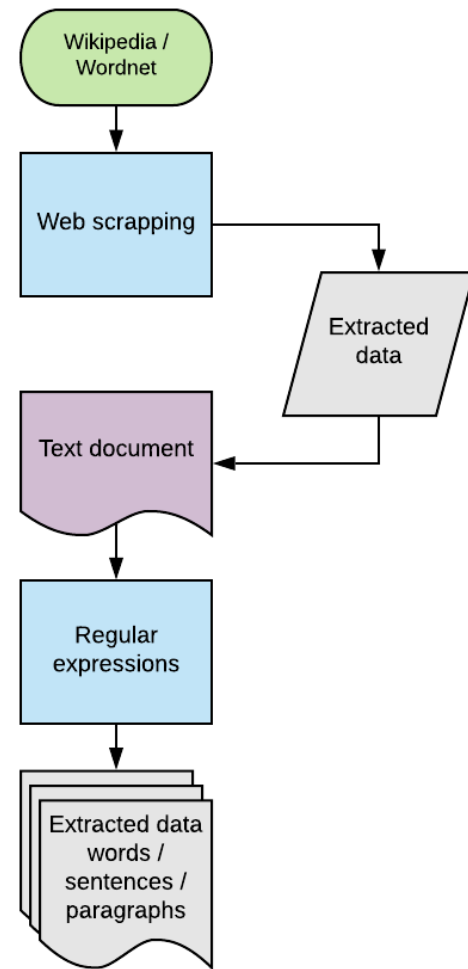 Wikipedia /
Wordnet
Web scrapping
Extracted
data
Text document
Regular
expressions
Extracted data
words /
sentences /
paragraphs